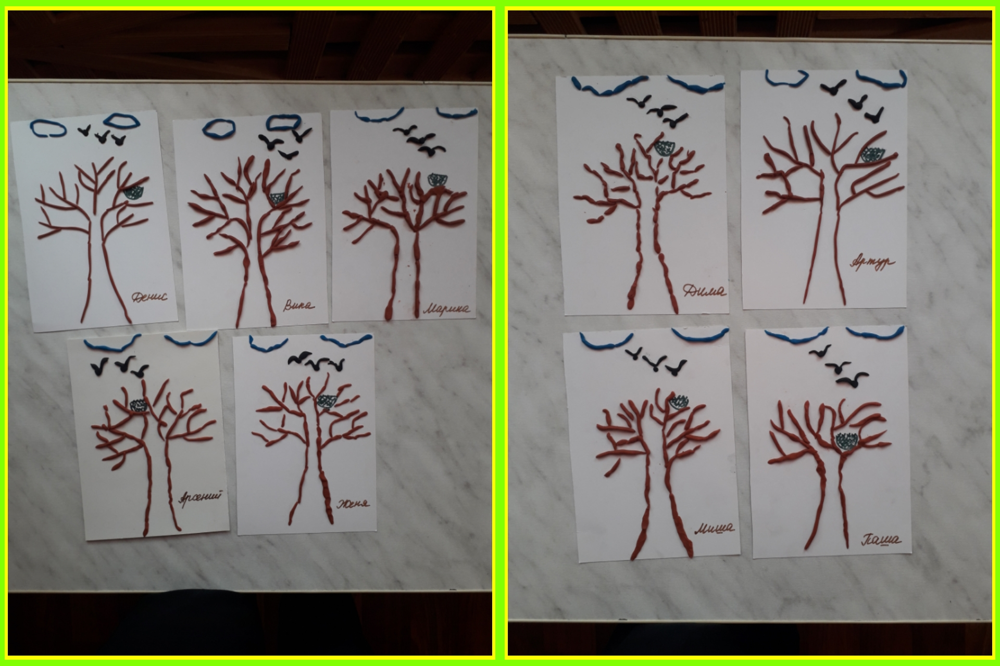 Денис
Вика
Марина
Арсений
Женя
Дима
Артур
Миша
Паша